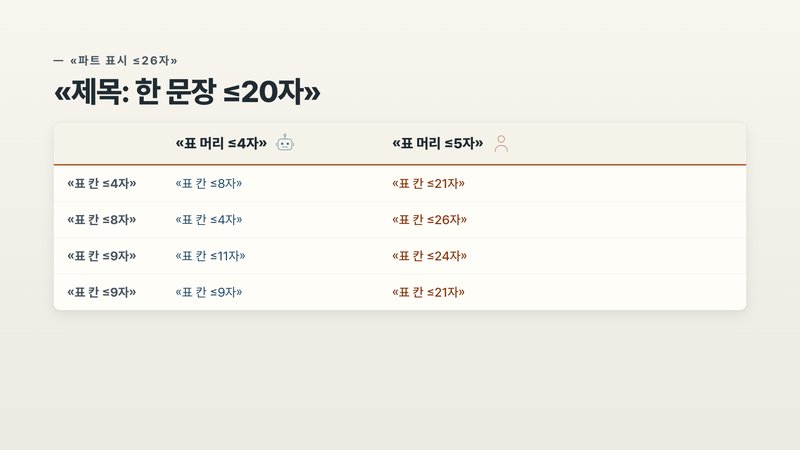 — «파트 표시 ≤26자»
«제목: 한 문장 ≤20자»
«표 머리 ≤4자» «표 머리 ≤5자»
«표 칸 ≤4자» «표 칸 ≤8자» «표 칸 ≤21자»
«표 칸 ≤8자» «표 칸 ≤4자» «표 칸 ≤26자»
«표 칸 ≤9자» «표 칸 ≤11자» «표 칸 ≤24자»
«표 칸 ≤9자» «표 칸 ≤9자» «표 칸 ≤21자»